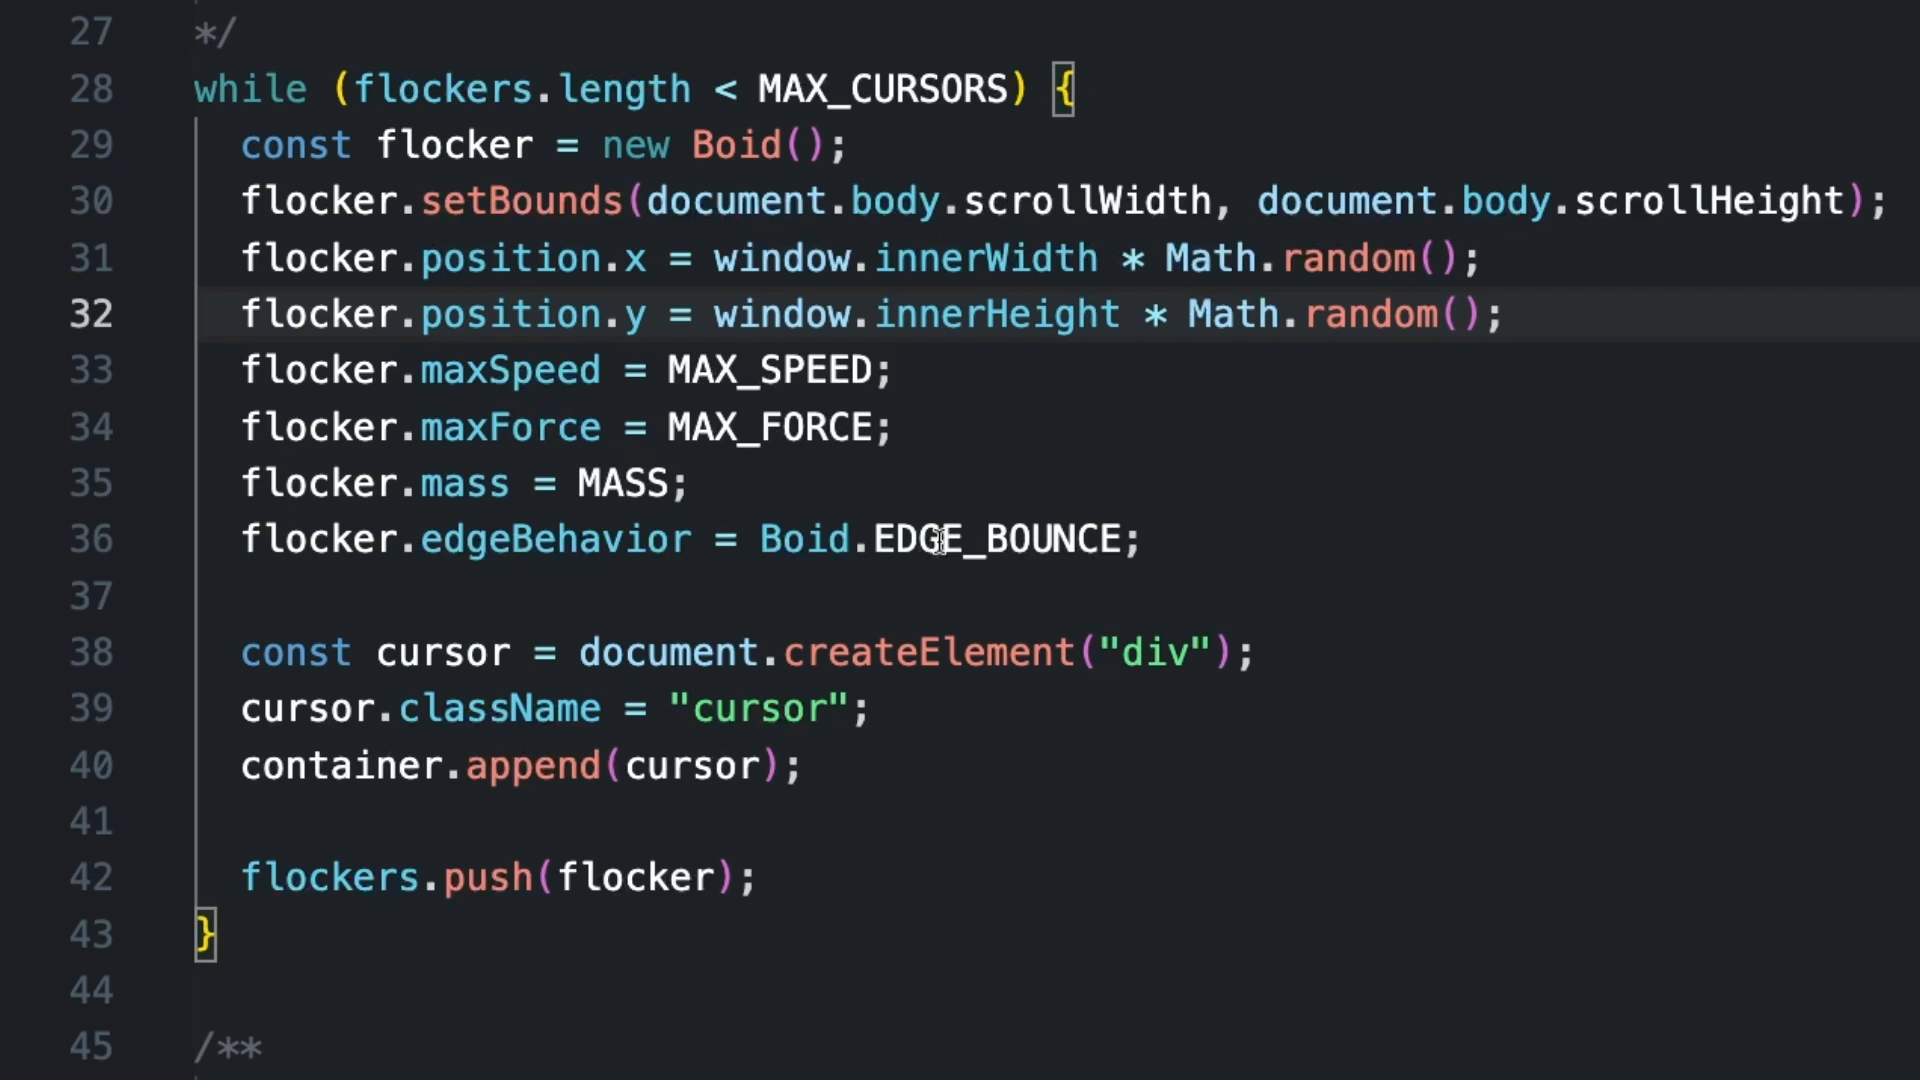 27 */
28 while (flockers.length < MAX_CURSORS) {
29 const flocker = new Boid();
30 flocker.setBounds(document.body.scrollWidth, document.body.scrollHeight);
31 flocker.position.x = window.innerWidth * Math.random();
32 flocker.position.y = window.innerHeight * Math.random();
33 flocker.maxSpeed = MAX_SPEED;
34 flocker.maxForce = MAX_FORCE;
35 flocker.mass = MASS;
36 flocker.edgeBehavior = Boid.EDGE_BOUNCE;
37
38 const cursor = document.createElement("div");
39 cursor.className = "cursor";
40 container.append(cursor);
41
42 flockers.push(flocker);
43 }
44
45 /**